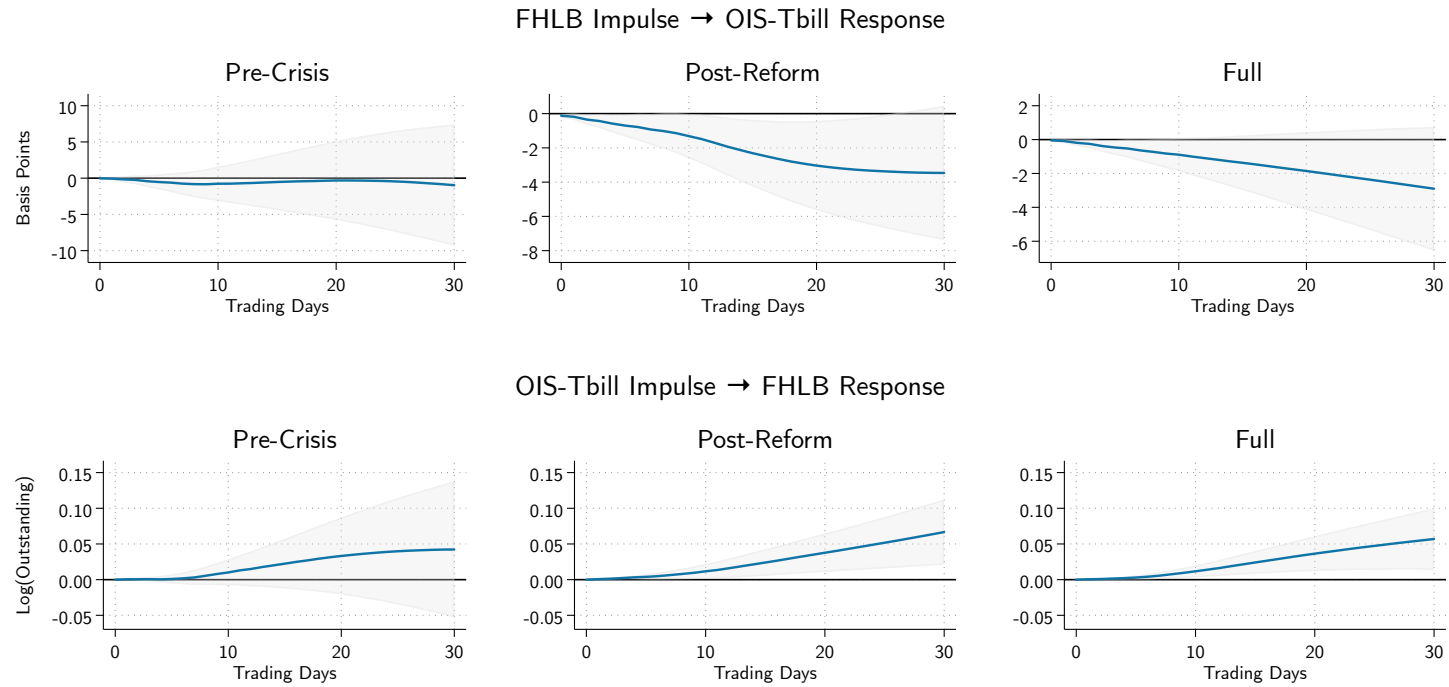 FHLB Impulse → OIS-Tbill Response
Pre-Crisis
Post-Reform
Full
Basis Points
10
5
0
-5
-10
0 10 20 30
Trading Days
0
-2
-4
-6
-8
0 10 20 30
Trading Days
2
0
-2
-4
-6
0 10 20 30
Trading Days
OIS-Tbill Impulse → FHLB Response
Pre-Crisis
Post-Reform
Full
Log(Outstanding)
0.15
0.10
0.05
0.00
-0.05
0 10 20 30
Trading Days
0.15
0.10
0.05
0.00
-0.05
0 10 20 30
Trading Days
0.15
0.10
0.05
0.00
-0.05
0 10 20 30
Trading Days